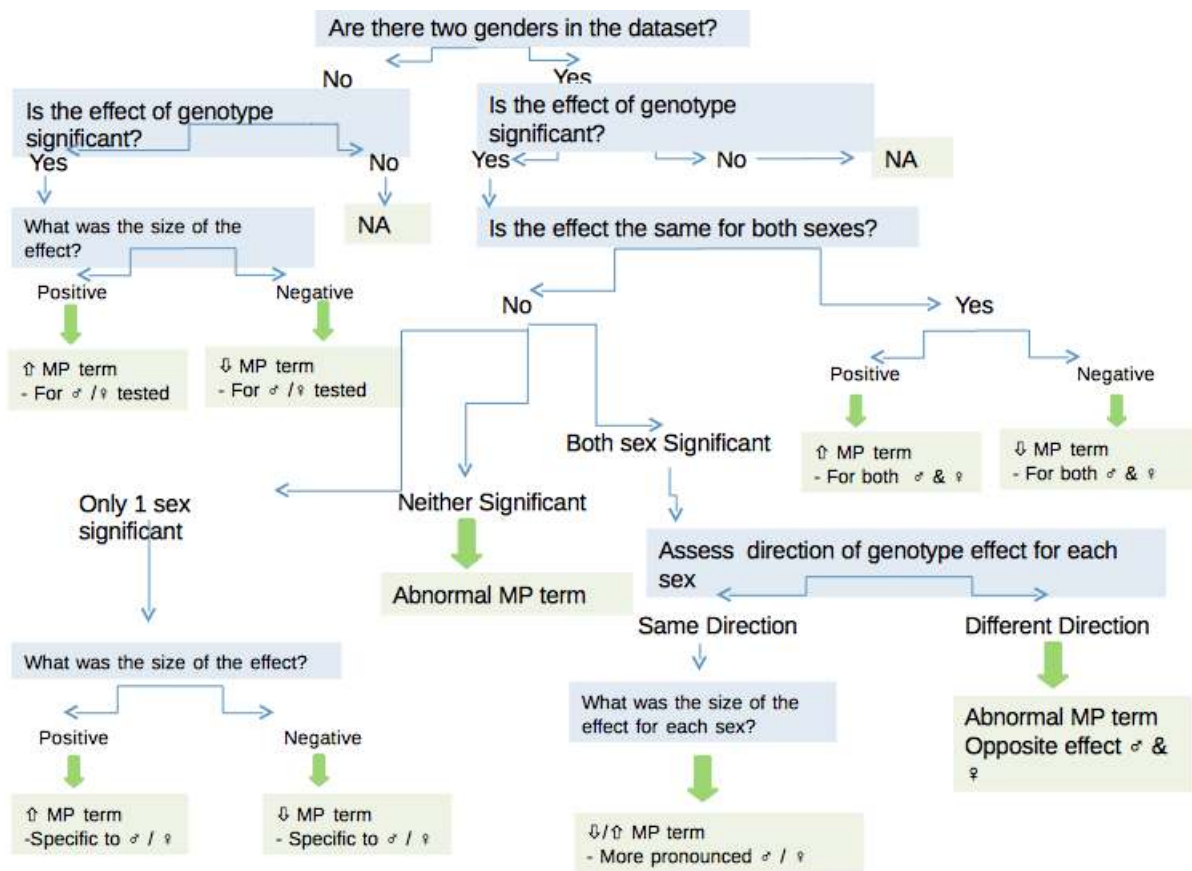 Are there two genders in the dataset?
No
Yes
Is the effect of genotype
significant?
Yes
No
Is the effect of genotype
significant?
Yes
No
NA
What was the size of the
effect?
NA
Is the effect the same for both sexes?
Positive
Negative
No
Yes
⇧ MP term
- For ♂ /♀ tested
⇩ MP term
- For ♂ /♀ tested
Positive
Negative
Both sex Significant
⇧ MP term
- For both ♂ & ♀
⇩ MP term
- For both ♂ & ♀
Only 1 sex
significant
Neither Significant
Abnormal MP term
Assess direction of genotype effect for each
sex
Same Direction
Different Direction
What was the size of the effect?
What was the size of the
effect for each sex?
Abnormal MP term
Opposite effect ♂ &
♀
Positive
Negative
⇧ MP term
-Specific to ♂ / ♀
⇩ MP term
- Specific to ♂ / ♀
⇩/⇧ MP term
- More pronounced ♂ / ♀